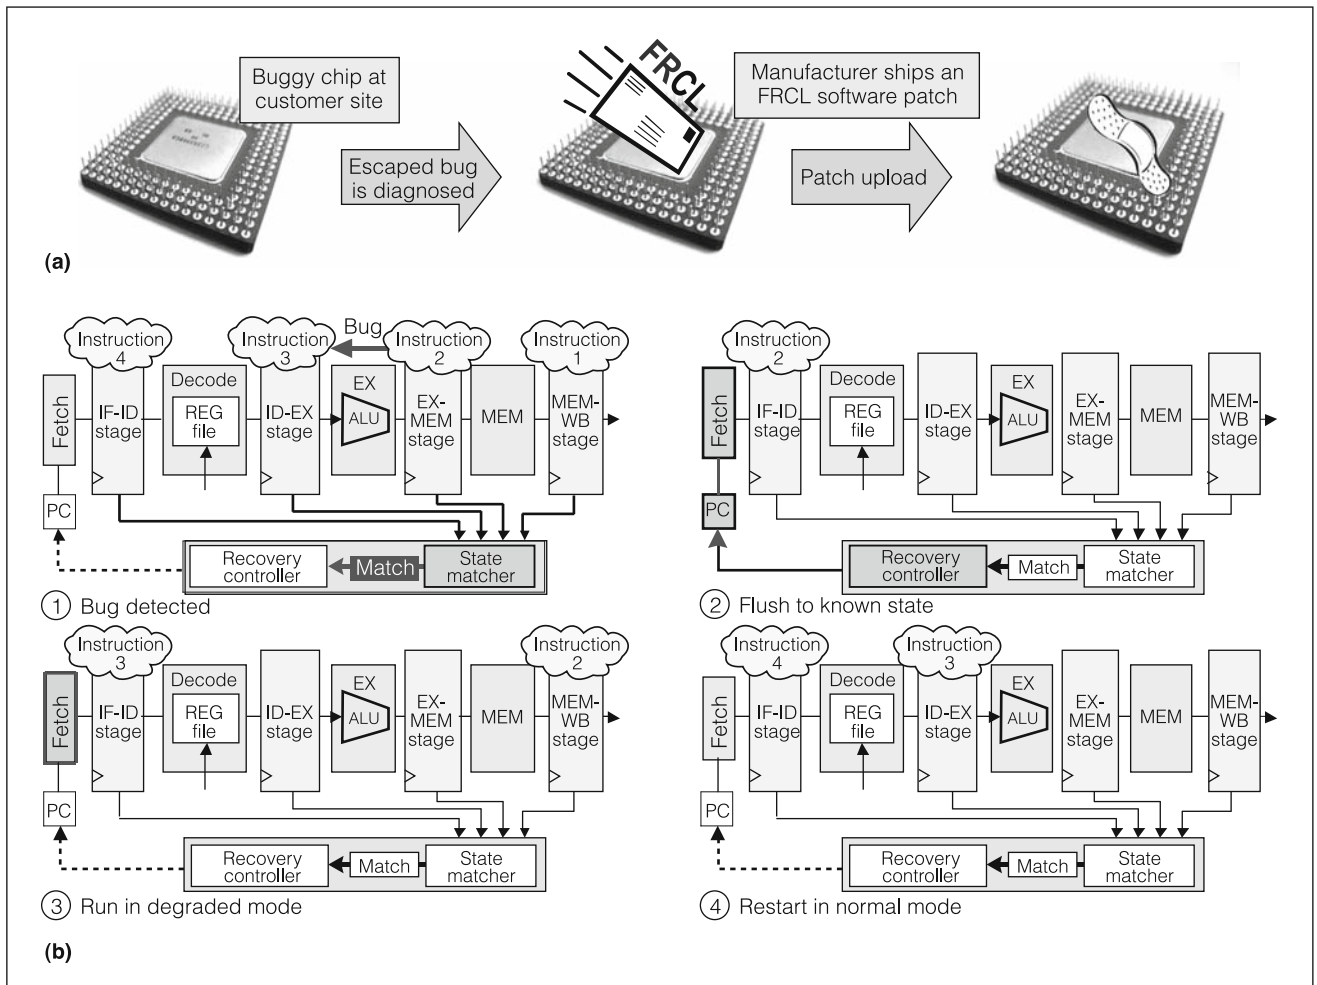 Buggy chip at
customer site
Escaped bug
is diagnosed
FRCL
Manufacturer ships an
FRCL software patch
Patch upload
(a)
Instruction
4
Instruction
3
Bug
Instruction
2
Instruction
1
Fetch
IF-ID
stage
Decode
REG
file
ID-EX
stage
EX
ALU
EX-
MEM
stage
MEM
MEM-
WB
stage
PC
Recovery
controller
Match
State
matcher
1 Bug detected
Instruction
2
Fetch
IF-ID
stage
Decode
REG
file
ID-EX
stage
EX
ALU
EX-
MEM
stage
MEM
MEM-
WB
stage
PC
Recovery
controller
Match
State
matcher
2 Flush to known state
Instruction
3
Instruction
2
Fetch
IF-ID
stage
Decode
REG
file
ID-EX
stage
EX
ALU
EX-
MEM
stage
MEM
MEM-
WB
stage
PC
Recovery
controller
Match
State
matcher
3 Run in degraded mode
Instruction
4
Instruction
3
Fetch
IF-ID
stage
Decode
REG
file
ID-EX
stage
EX
ALU
EX-
MEM
stage
MEM
MEM-
WB
stage
PC
Recovery
controller
Match
State
matcher
4 Restart in normal mode
(b)